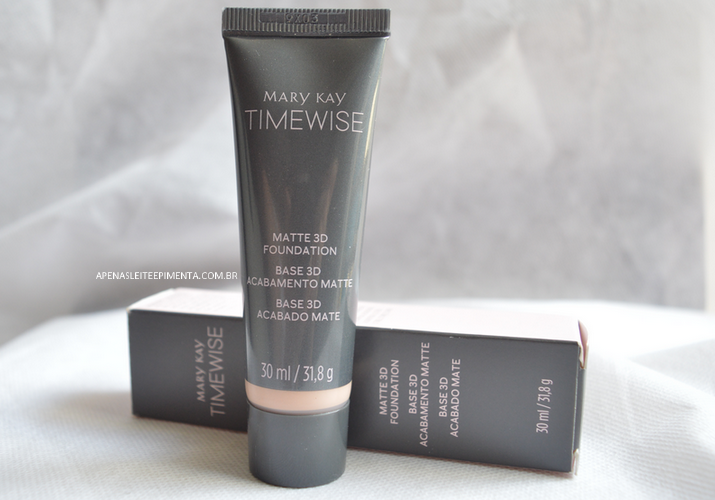 MARY KAY
TIMEWISE
MATTE 3D
FOUNDATION
BASE 3D
ACABAMENTO MATTE
BASE 3D
ACABADO MATE
30 ml / 31,8 g
APENASLEITEEPIMENTA.COM.BR
MARY KAY
TIMEWISE
MATTE 3D
FOUNDATION
BASE 3D
ACABAMENTO MATTE
BASE 3D
ACABADO MATE
30 ml / 31,8 g